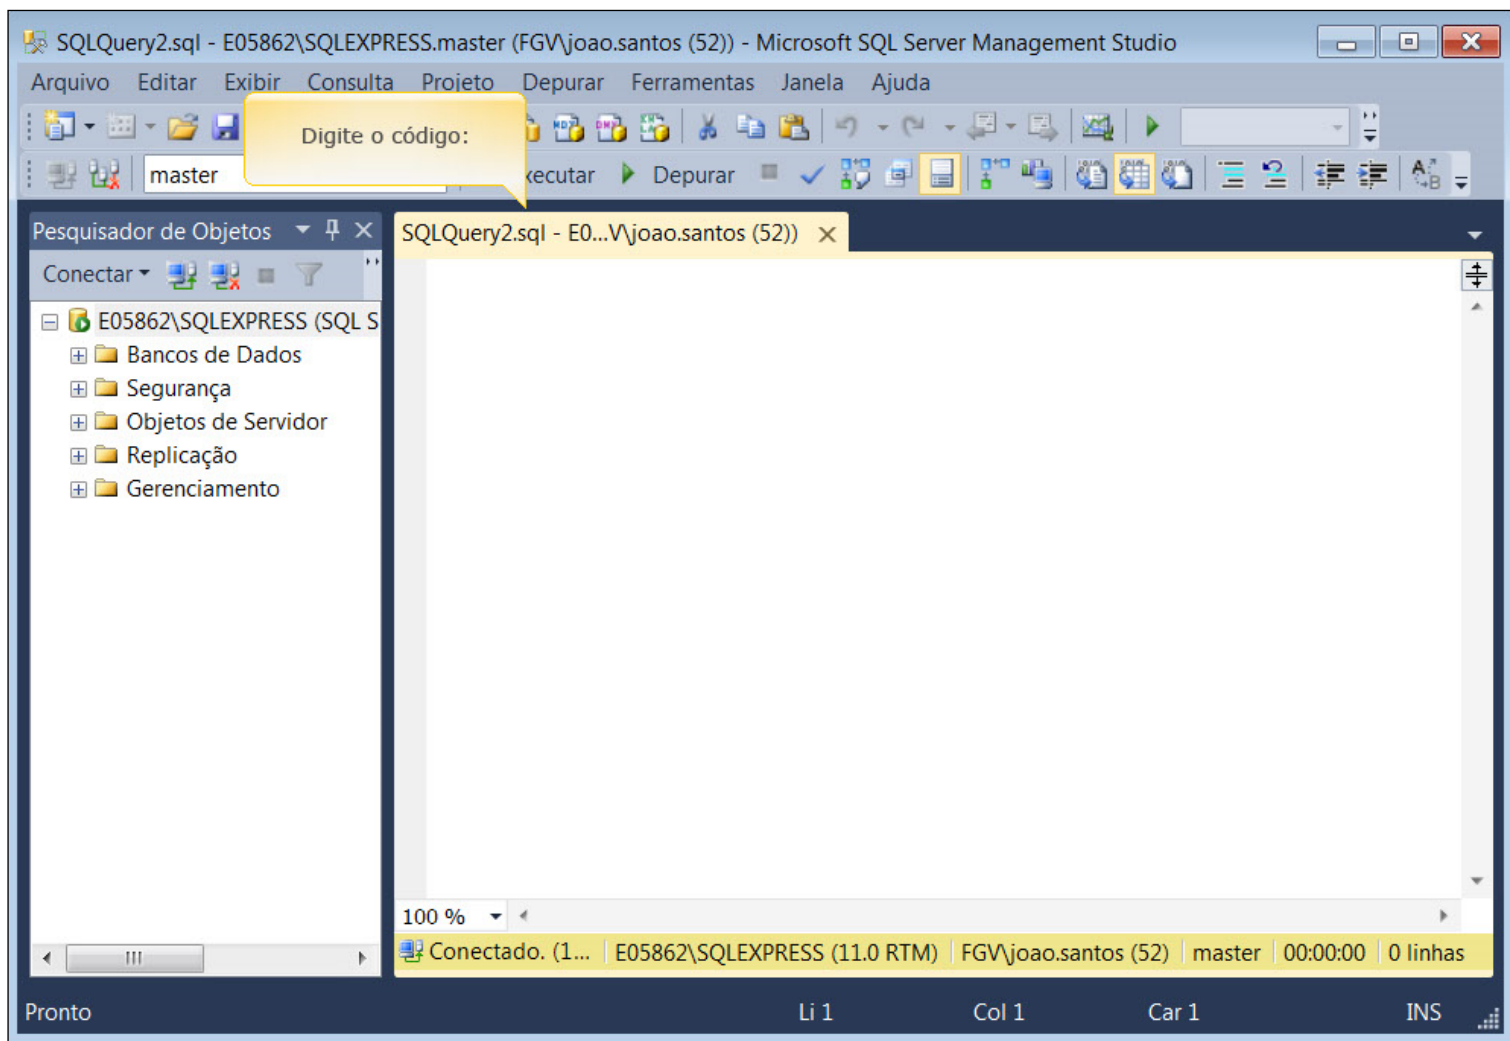 SQLQuery2.sql - E05862\SQLEXPRESS.master (FGV\joao.santos (52)) - Microsoft SQL Server Management Studio
Arquivo Editar Exibir Consulta Projeto Depurar Ferramentas Janela Ajuda
Digite o código:
master xecutar Depurar
Pesquisador de Objetos
SQLQuery2.sql - E0...V\joao.santos (52))
Conectar
E05862\SQLEXPRESS (SQL S
Bancos de Dados
Segurança
Objetos de Servidor
Replicação
Gerenciamento
100 %
Conectado. (1... E05862\SQLEXPRESS (11.0 RTM) FGV\joao.santos (52) master 00:00:00 0 linhas
Pronto Li 1 Col 1 Car 1 INS